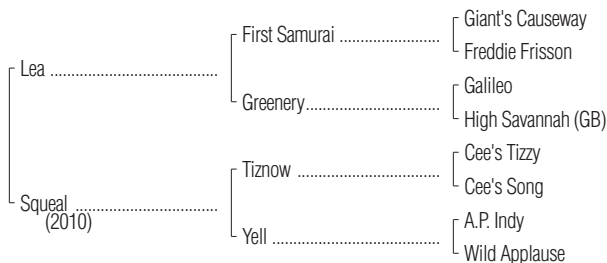 Giant's Causeway
First Samurai ........................
Freddie Frisson
Lea ........................................
Galileo
Greenery............................
High Savannah (GB)
Cee's Tizzy
Tiznow ..................................
Cee's Song
Squeal ..................................
(2010)
A.P. Indy
Yell ........................................
Wild Applause